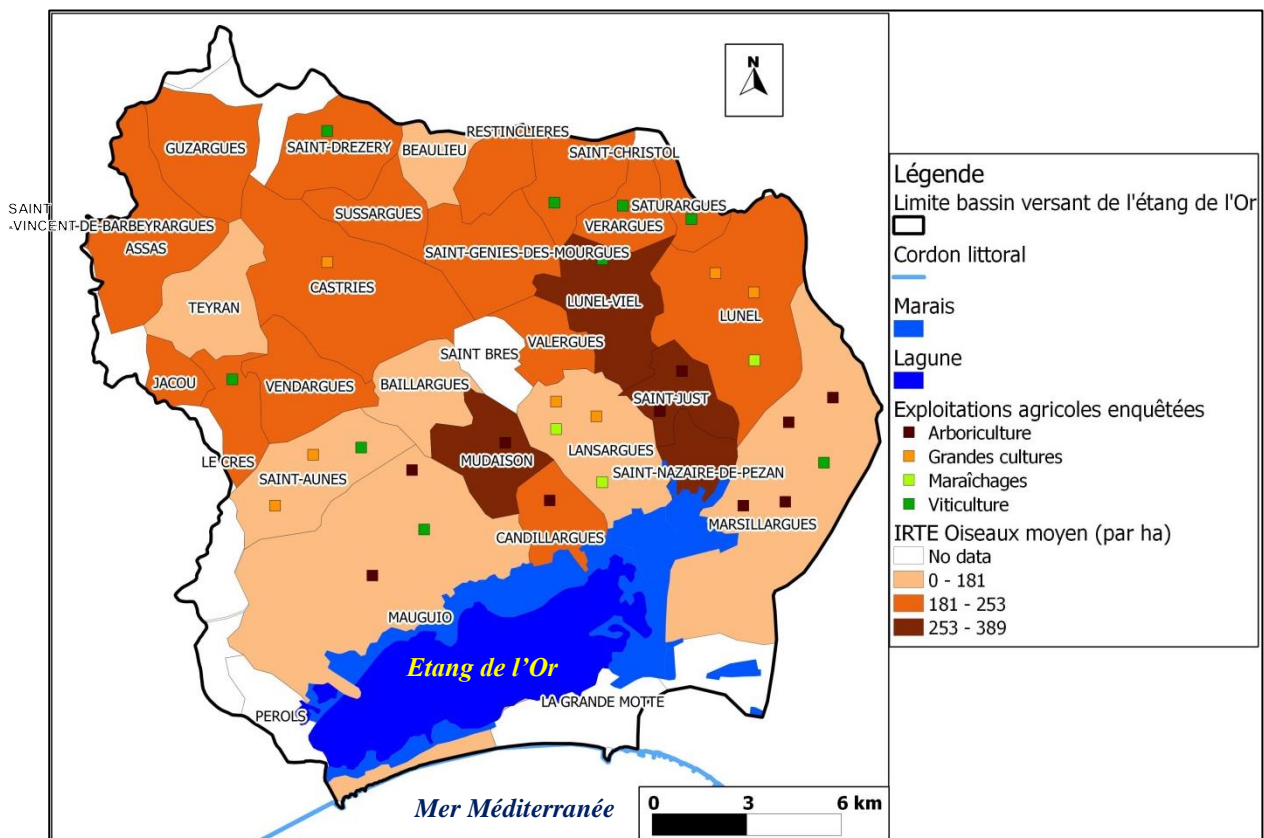 N
RESTINCLIERES
GUZARGUES
SAINT-DREZERY
BEAULIEU
SAINT-CHRISTOL
SAINT
-VINCENT-DE-BARBEYRARGUES
SUSSARGUES
SATURARGUES
VERARGUES
ASSAS
SAINT-GENIES-DES-MOURGUES
CASTRIES
TEYRAN
LUNEL-VIEL
LUNEL
VALERGUES
SAINT BRES
JACOU
VENDARGUES
BAILLARGUES
SAINT-JUST
LE CRES
MUDAISON
LANSARGUES
SAINT-AUNES
SAINT-NAZAIRE-DE-PEZAN
MARSILLARGUES
CANDILLARGUES
MAUGUIO
Etang de l'Or
LA GRANDE MOTTE
PEROLS
Mer Méditerranée
0 3 6 km
Légende
Limite bassin versant de l'étang de l'Or
Cordon littoral
Marais
Lagune
Exploitations agricoles enquêtées
Arboriculture
Grandes cultures
Maraîchages
Viticulture
IRTE Oiseaux moyen (par ha)
No data
0 - 181
181 - 253
253 - 389